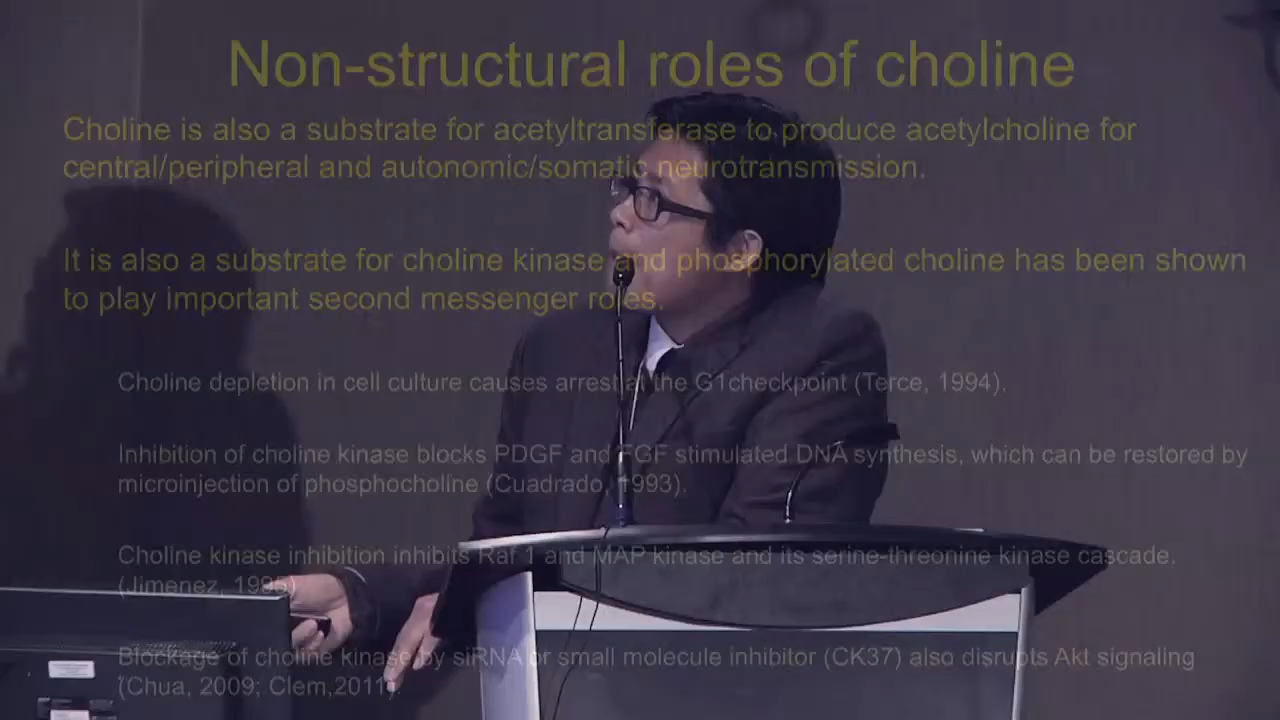 Non-structural roles of choline
Choline is also a substrate for acetyltransferase to produce acetylcholine for
central/peripheral and autonomic/somatic neurotransmission.
It is also a substrate for choline kinase and phosphorylated choline has been shown
to play important second messenger roles.
Choline depletion in cell culture causes arrest at the G1checkpoint (Terce, 1994).
Inhibition of choline kinase blocks PDGF and FGF stimulated DNA synthesis, which can be restored by
microinjection of phosphocholine (Cuadrado, 1993).
Choline kinase inhibition inhibits Raf 1 and MAP kinase and its serine-threonine kinase cascade.
(Jimenez, 1995)
Blockage of choline kinase by siRNA or small molecule inhibitor (CK37) also disrupts Akt signaling
(Chua, 2009; Clem,2011).